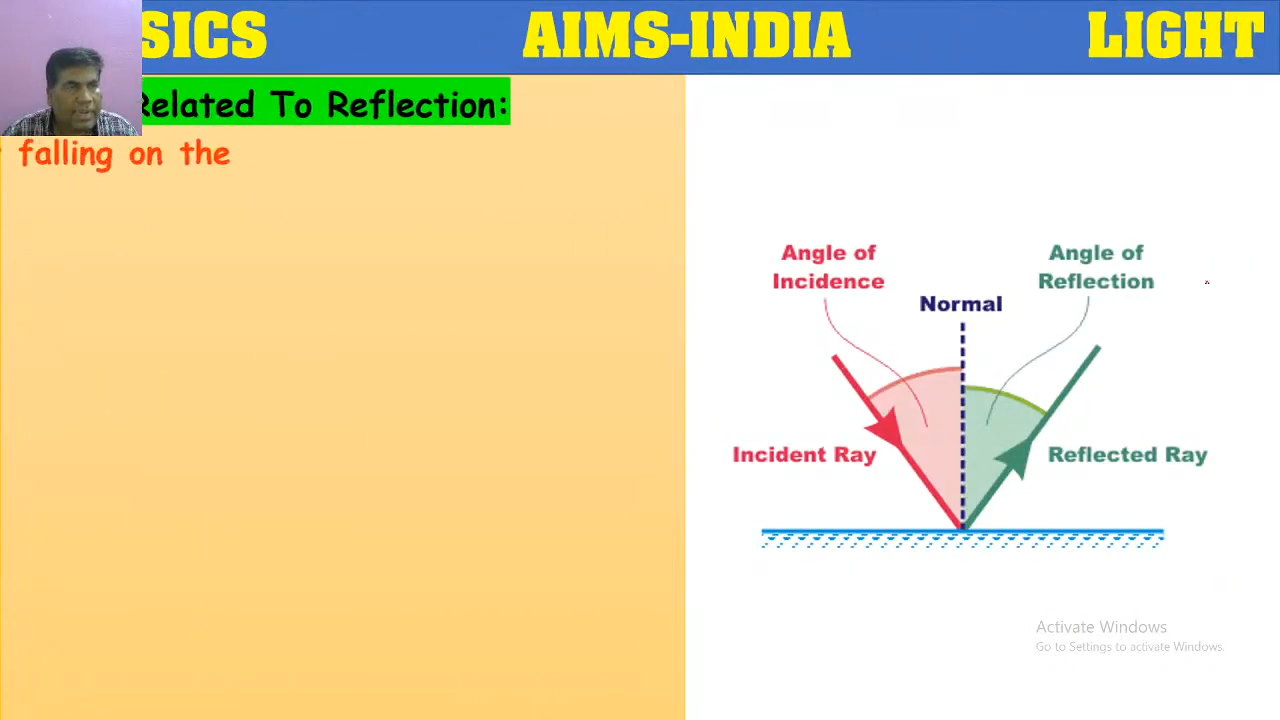 SICS AIMS-INDIA LIGHT
Related To Reflection:
falling on the
Angle of
Incidence
Angle of
Reflection
Normal
Incident Ray
Reflected Ray
Activate Windows
Go to Settings to activate Windows.